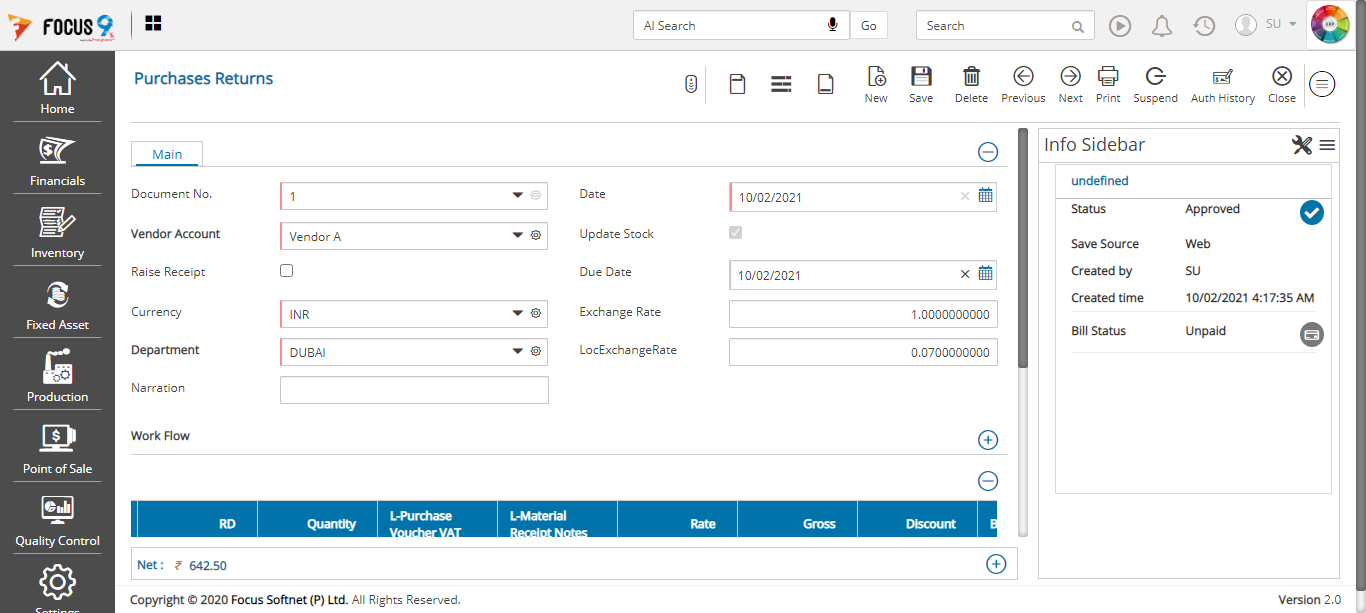 FOCUS 9
AI Search
Go
Search
SU
ERP
Home
Financials
Inventory
Fixed Asset
Production
Point of Sale
Quality Control
Settings
Purchases Returns
New
Save
Delete
Previous
Next
Print
Suspend
Auth History
Close
Main
Document No.
1
Date
10/02/2021
Vendor Account
Vendor A
Update Stock
Raise Receipt
Due Date
10/02/2021
Currency
INR
Exchange Rate
1.0000000000
Department
DUBAI
LocExchangeRate
0.0700000000
Narration
Work Flow
RD
Quantity
L-Purchase
Voucher VAT
L-Material
Receipt Notes
Rate
Gross
Discount
B
Net : ₹ 642.50
Info Sidebar
undefined
Status Approved
Save Source Web
Created by SU
Created time 10/02/2021 4:17:35 AM
Bill Status Unpaid
Copyright © 2020 Focus Softnet (P) Ltd. All Rights Reserved.
Version 2.0